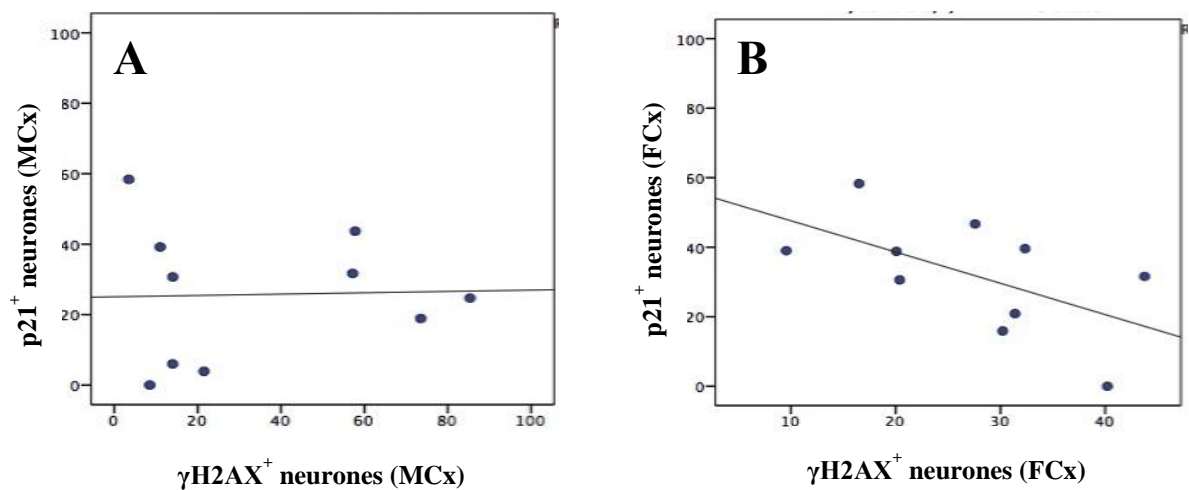 A
p21+ neurones (MCx)
100
80
60
40
20
0
0 20 40 60 80 100
γH2AX+ neurones (MCx)
B
p21+ neurones (FCx)
100
80
60
40
20
0
10 20 30 40
γH2AX+ neurones (FCx)